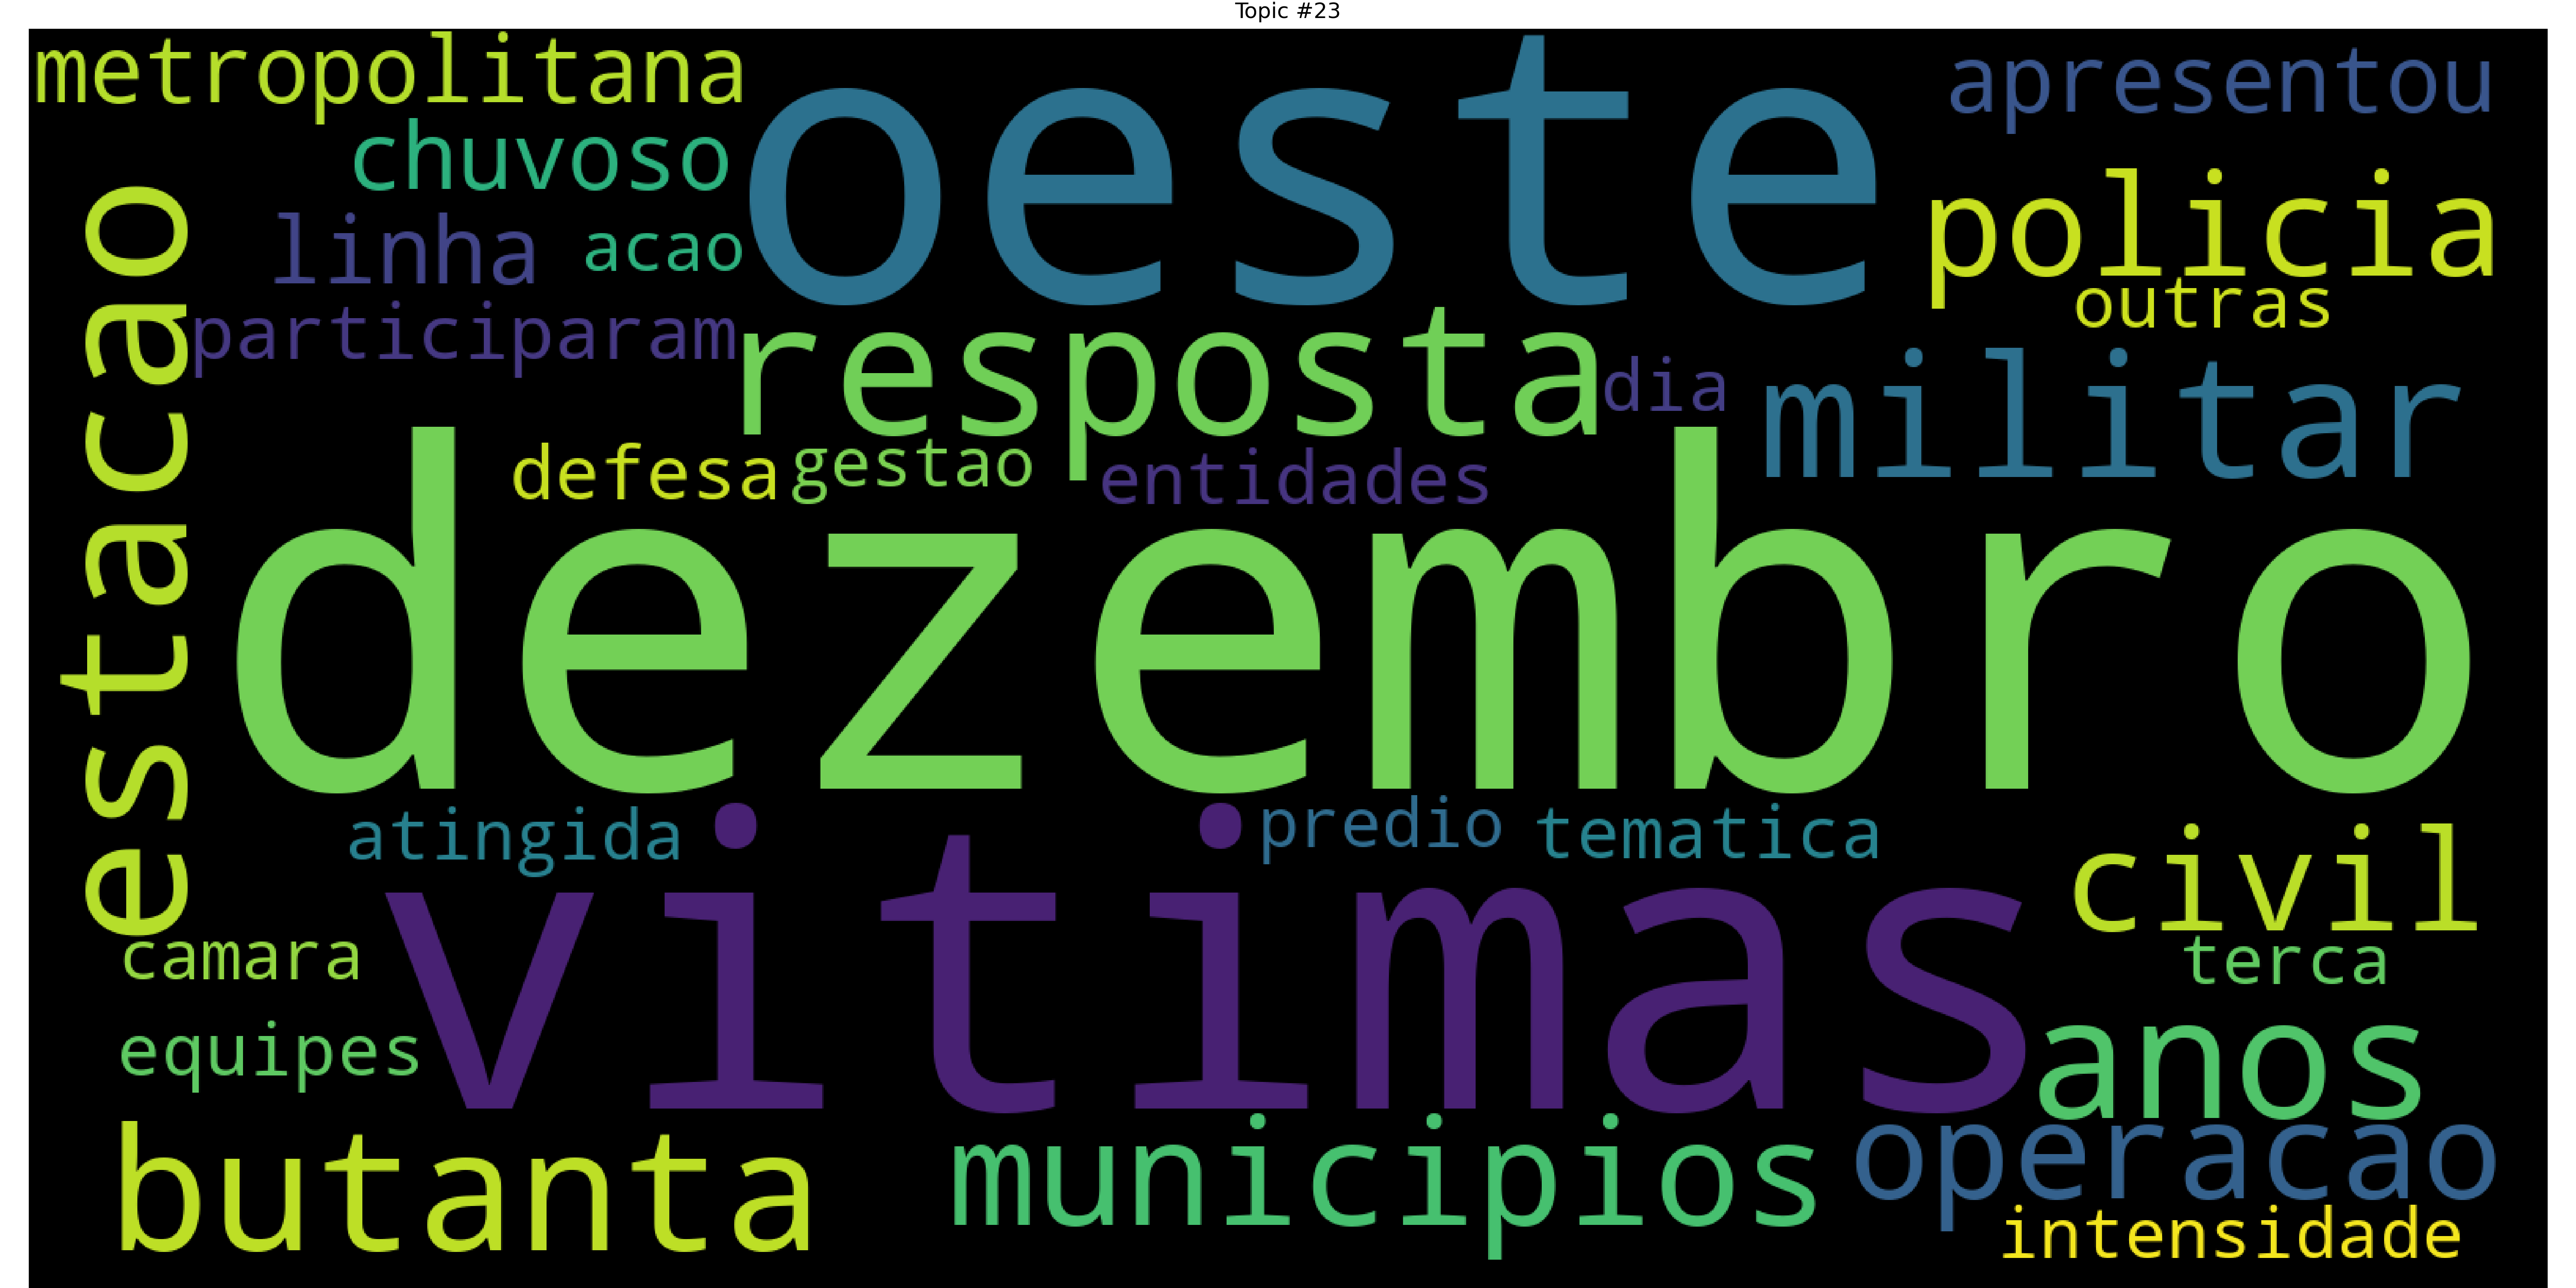 Topic #23
metropolitana
oeste
apresentou
chuvoso
policia
linha
acao
outras
participaram
resposta
dia
militar
estacao
defesa
gestao
entidades
dezembro
atingida
predio
tematica
vitimas
civil
camara
terca
equipes
anos
butanta
municipios
operacao
intensidade